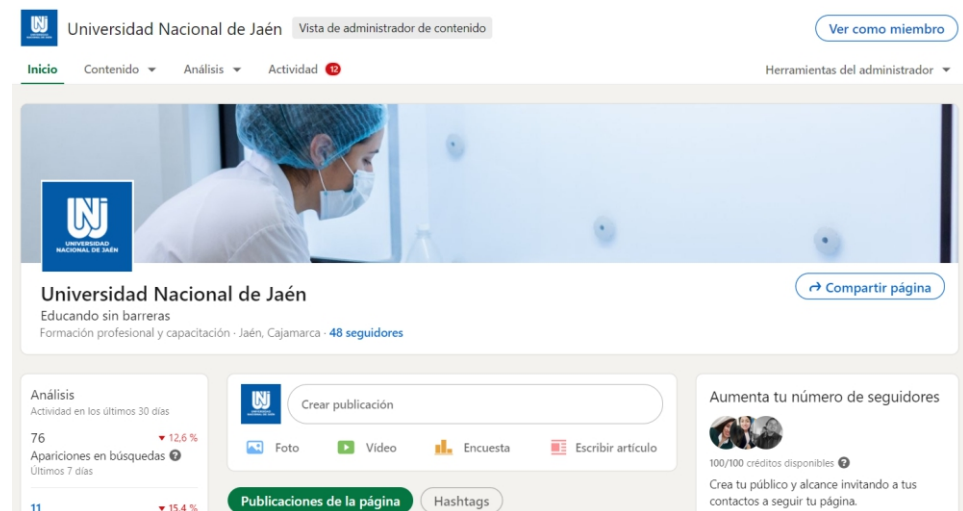 Universidad Nacional de Jaén Vista de administrador de contenido
Ver como miembro
Inicio Contenido Análisis Actividad 12
Herramientas del administrador
UNJ
UNIVERSIDAD
NACIONAL DE JAÉN
Compartir página
Universidad Nacional de Jaén
Educando sin barreras
Formación profesional y capacitación · Jaén, Cajamarca · 48 seguidores
Análisis
Actividad en los últimos 30 días
76 ▼ 12,6 %
Apariciones en búsquedas ?
Últimos 7 días
11 ▼ 15,4 %
Crear publicación
Foto Vídeo Encuesta Escribir artículo
Publicaciones de la página Hashtags
Aumenta tu número de seguidores
100/100 créditos disponibles ?
Crea tu público y alcance invitando a tus
contactos a seguir tu página.